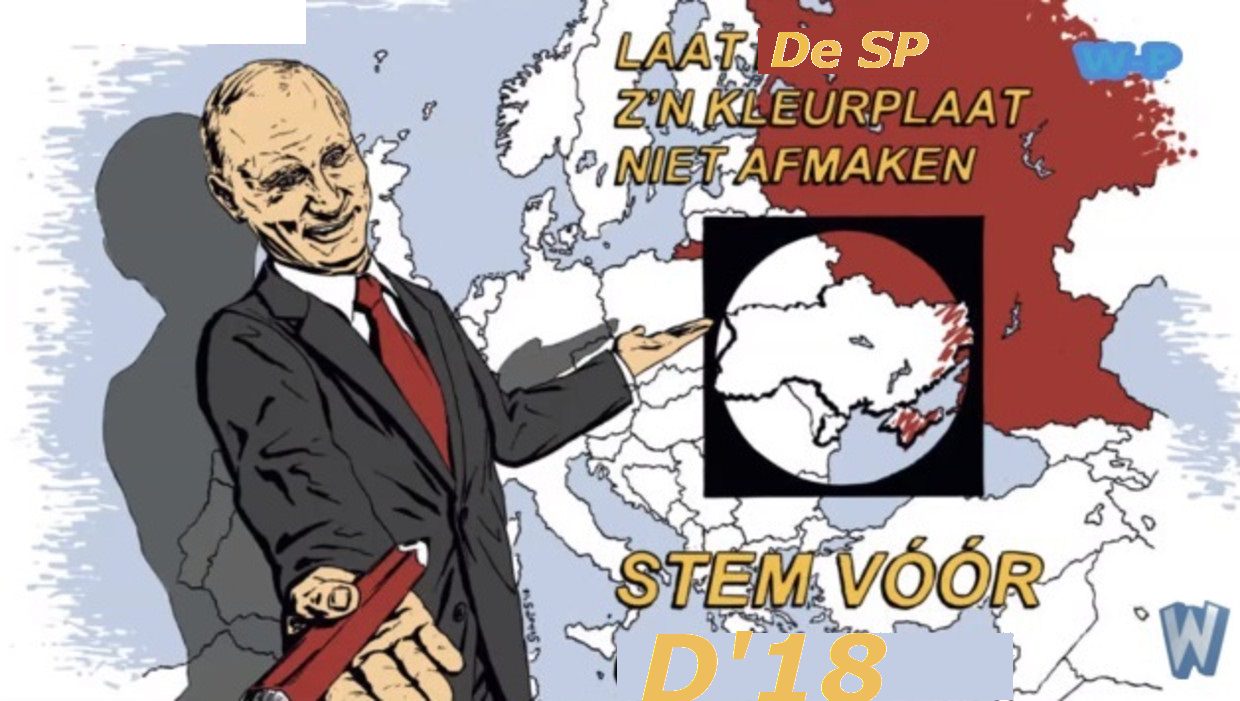 LAAT De SP
W-P
Z'N KLEURPLAAT
NIET AFMAKEN
STEM VÓÓR
D'18
W